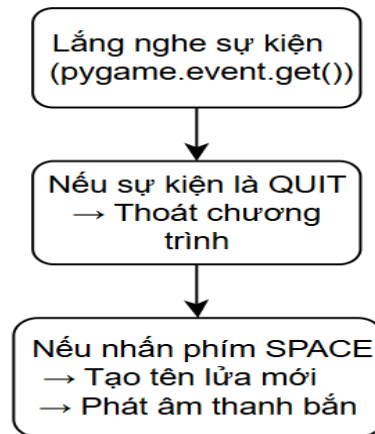 Lắng nghe sự kiện
(pygame.event.get())
Nếu sự kiện là QUIT
→ Thoát chương
trình
Nếu nhấn phím SPACE
→ Tạo tên lửa mới
→ Phát âm thanh bắn